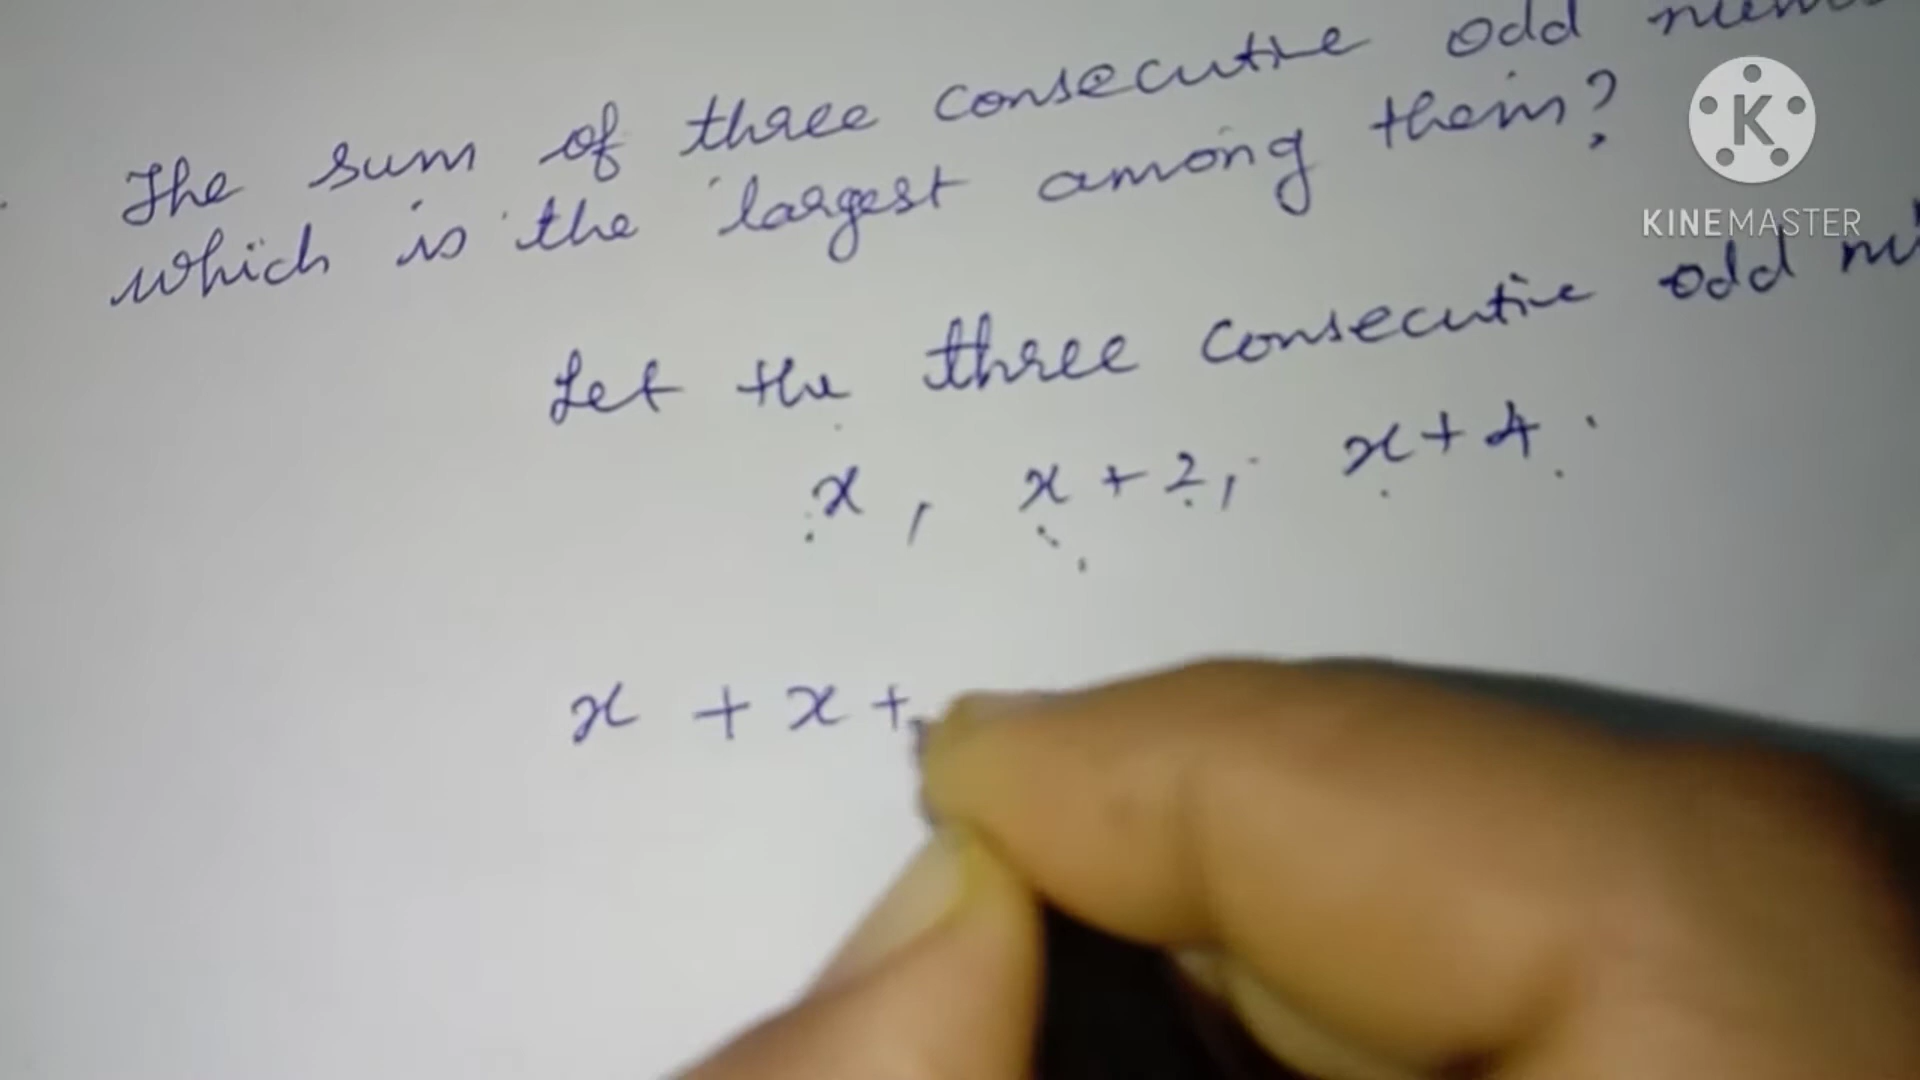 The sum of three consecutive odd
which is the largest among them?
K
KINEMASTER
Let the three consecutive odd
x, x + 2, x + 4.
x + x +